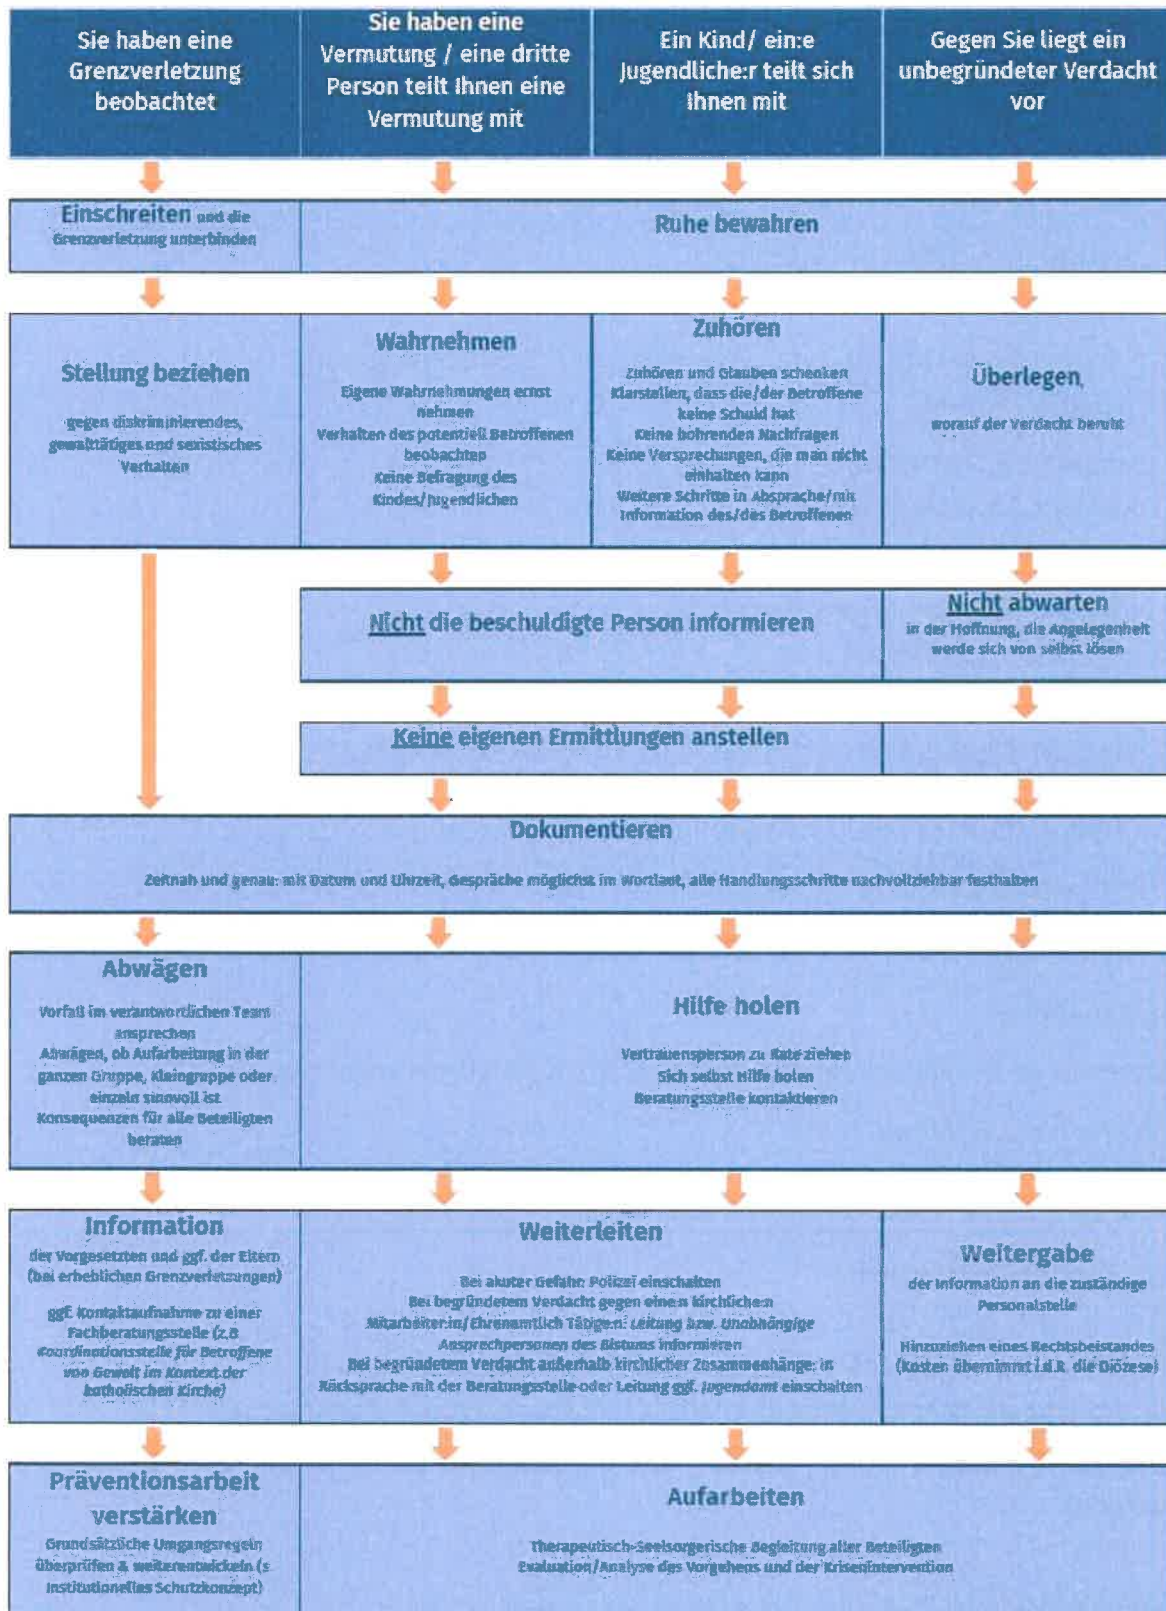 Sie haben eine
Grenzverletzung
beobachtet
Sie haben eine
Vermutung / eine dritte
Person teilt Ihnen eine
Vermutung mit
Ein Kind/ ein:e
Jugendliche:r teilt sich
Ihnen mit
Gegen Sie liegt ein
unbegründeter Verdacht
vor
Einschreiten und die
Grenzverletzung unterbinden
Ruhe bewahren
Stellung beziehen
gegen diskriminierendes,
gewalttätiges und sexistisches
Verhalten
Wahrnehmen
Eigene Wahrnehmungen ernst
nehmen
Verhalten des potentiell Betroffenen
beobachten
Keine Befragung des
Kindes/Jugendlichen
Zuhören
Zuhören und Glauben schenken
Klarstellen, dass die/der Betroffene
keine Schuld hat
Keine bohrenden Nachfragen
Keine Versprechungen, die man nicht
einhalten kann
Weitere Schritte in Absprache/mit
Information des/des Betroffenen
Überlegen,
worauf der Verdacht beruht
Nicht die beschuldigte Person informieren
Nicht abwarten
in der Hoffnung, die Angelegenheit
werde sich von selbst lösen
Keine eigenen Ermittlungen anstellen
Dokumentieren
Zeitnah und genau: mit Datum und Uhrzeit, Gespräche möglichst im Wortlaut, alle Handlungsschritte nachvollziehbar festhalten
Abwägen
Vorfall im verantwortlichen Team
ansprechen
Abwägen, ob Aufarbeitung in der
ganzen Gruppe, Kleingruppe oder
einzeln sinnvoll ist
Konsequenzen für alle Beteiligten
beraten
Hilfe holen
Vertrauensperson zu Rate ziehen
Sich selbst Hilfe holen
Beratungsstelle kontaktieren
Information
der Vorgesetzten und ggf. der Eltern
(bei erheblichen Grenzverletzungen)
ggf. Kontaktaufnahme zu einer
Fachberatungsstelle (z.B
Koordinationsstelle für Betroffene
von Gewalt im Kontext der
katholischen Kirche)
Weiterleiten
Bei akuter Gefahr: Polizei einschalten
Bei begründetem Verdacht gegen eine:n kirchliche:n
Mitarbeiter:in/Ehrenamtlich Tätige:n: Leitung bzw. Unabhängige
Ansprechpersonen des Bistums informieren
Bei begründetem Verdacht außerhalb kirchlicher Zusammenhänge: in
Rücksprache mit der Beratungsstelle oder Leitung ggf. Jugendamt einschalten
Weitergabe
der Information an die zuständige
Personalstelle
Hinzuziehen eines Rechtsbeistandes
(Kosten übernimmt i.d.R. die Diözese)
Präventionsarbeit
verstärken
Grundsätzliche Umgangsregeln
überprüfen & weiterentwickeln (s.
Institutionelles Schutzkonzept)
Aufarbeiten
Therapeutisch-Seelsorgerische Begleitung aller Beteiligten
Evaluation/Analyse des Vorgehens und der Krisenintervention